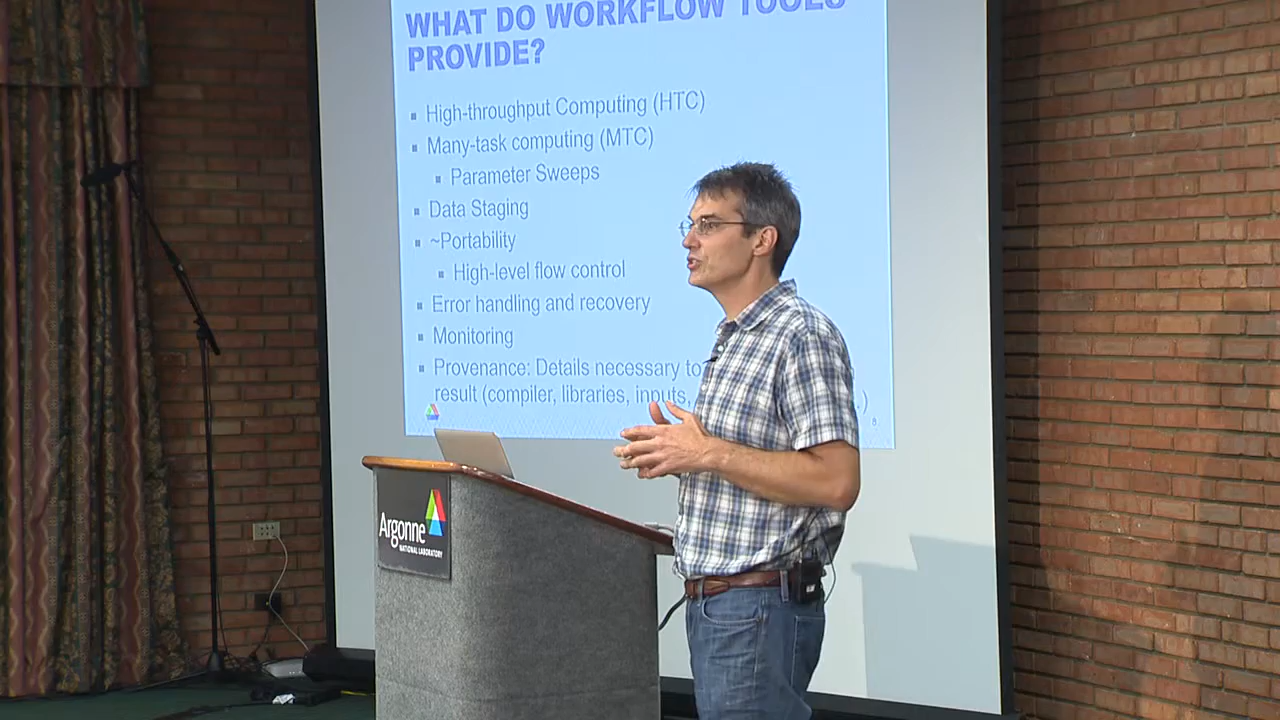 WHAT DO WORKFLOW TOOLS
PROVIDE?
High-throughput Computing (HTC)
Many-task computing (MTC)
Parameter Sweeps
Data Staging
~Portability
High-level flow control
Error handling and recovery
Monitoring
Provenance: Details necessary to
result (compiler, libraries, inputs, .)
8
Argonne
NATIONAL LABORATORY